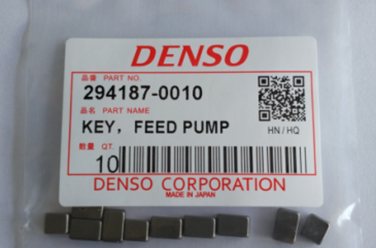 DENSO
品番 PART NO.
294187-0010
品名 PART NAME
KEY, FEED PUMP
HN / HQ
数量 QT.
10
DENSO CORPORATION
MADE IN JAPAN